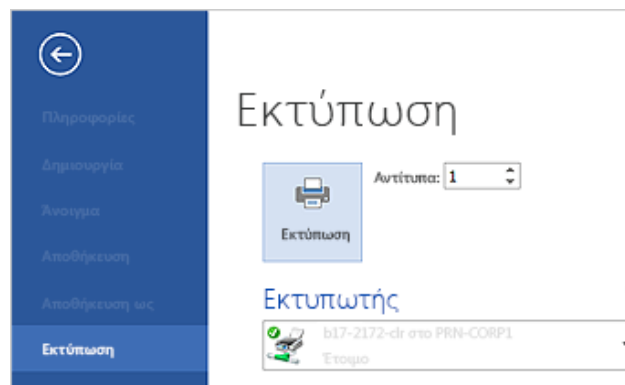 Εκτύπωση
Πληροφορίες
Δημιουργία
Άνοιγμα
Αποθήκευση
Αποθήκευση ως
Εκτύπωση
Αντίτυπα: 1
Εκτύπωση
Εκτυπωτής
b17-2172-clr στο PRN-CORP1
Έτοιμο